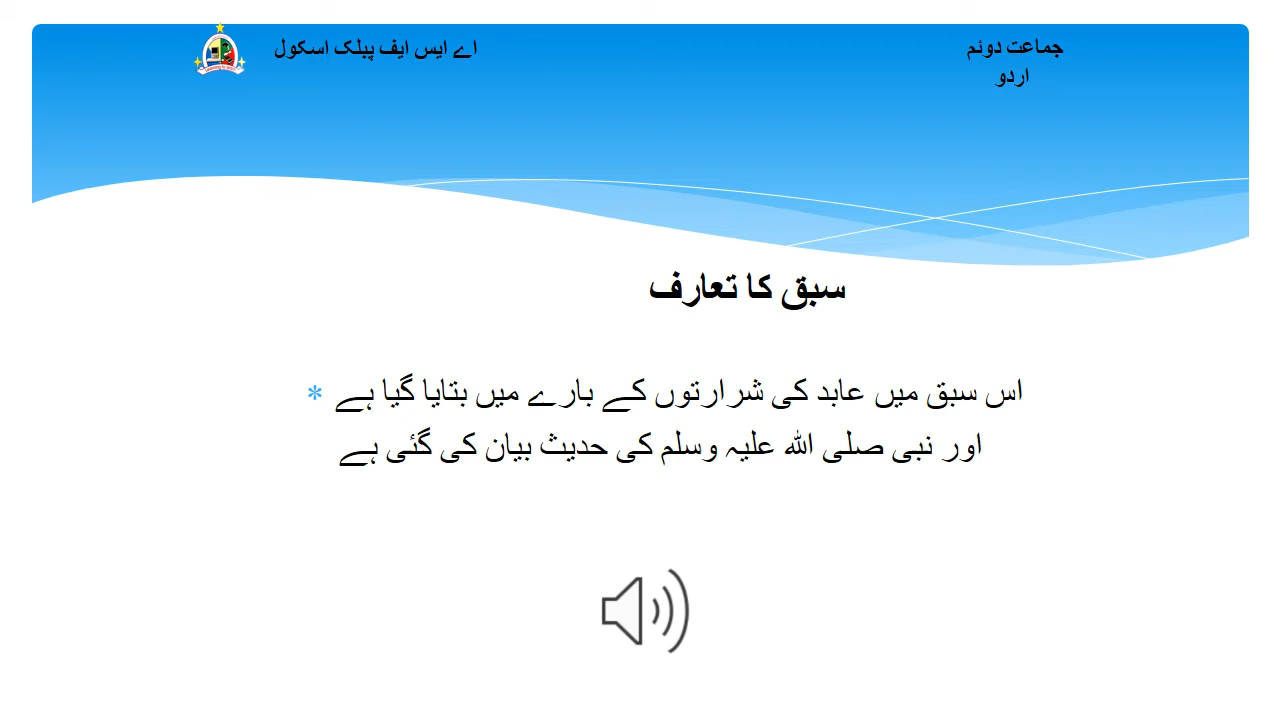 جماعت دوئم
اردو
اے ایس ایف پبلک اسکول
سبق کا تعارف
اس سبق میں عابد کی شرارتوں کے بارے میں بتایا گیا ہے *
اور نبی صلی اللہ علیہ وسلم کی حدیث بیان کی گئی ہے